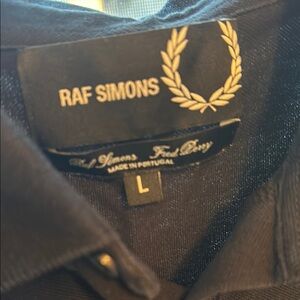 RAF SIMONS
Raf Simons Fred Perry
MADE IN PORTUGAL
L